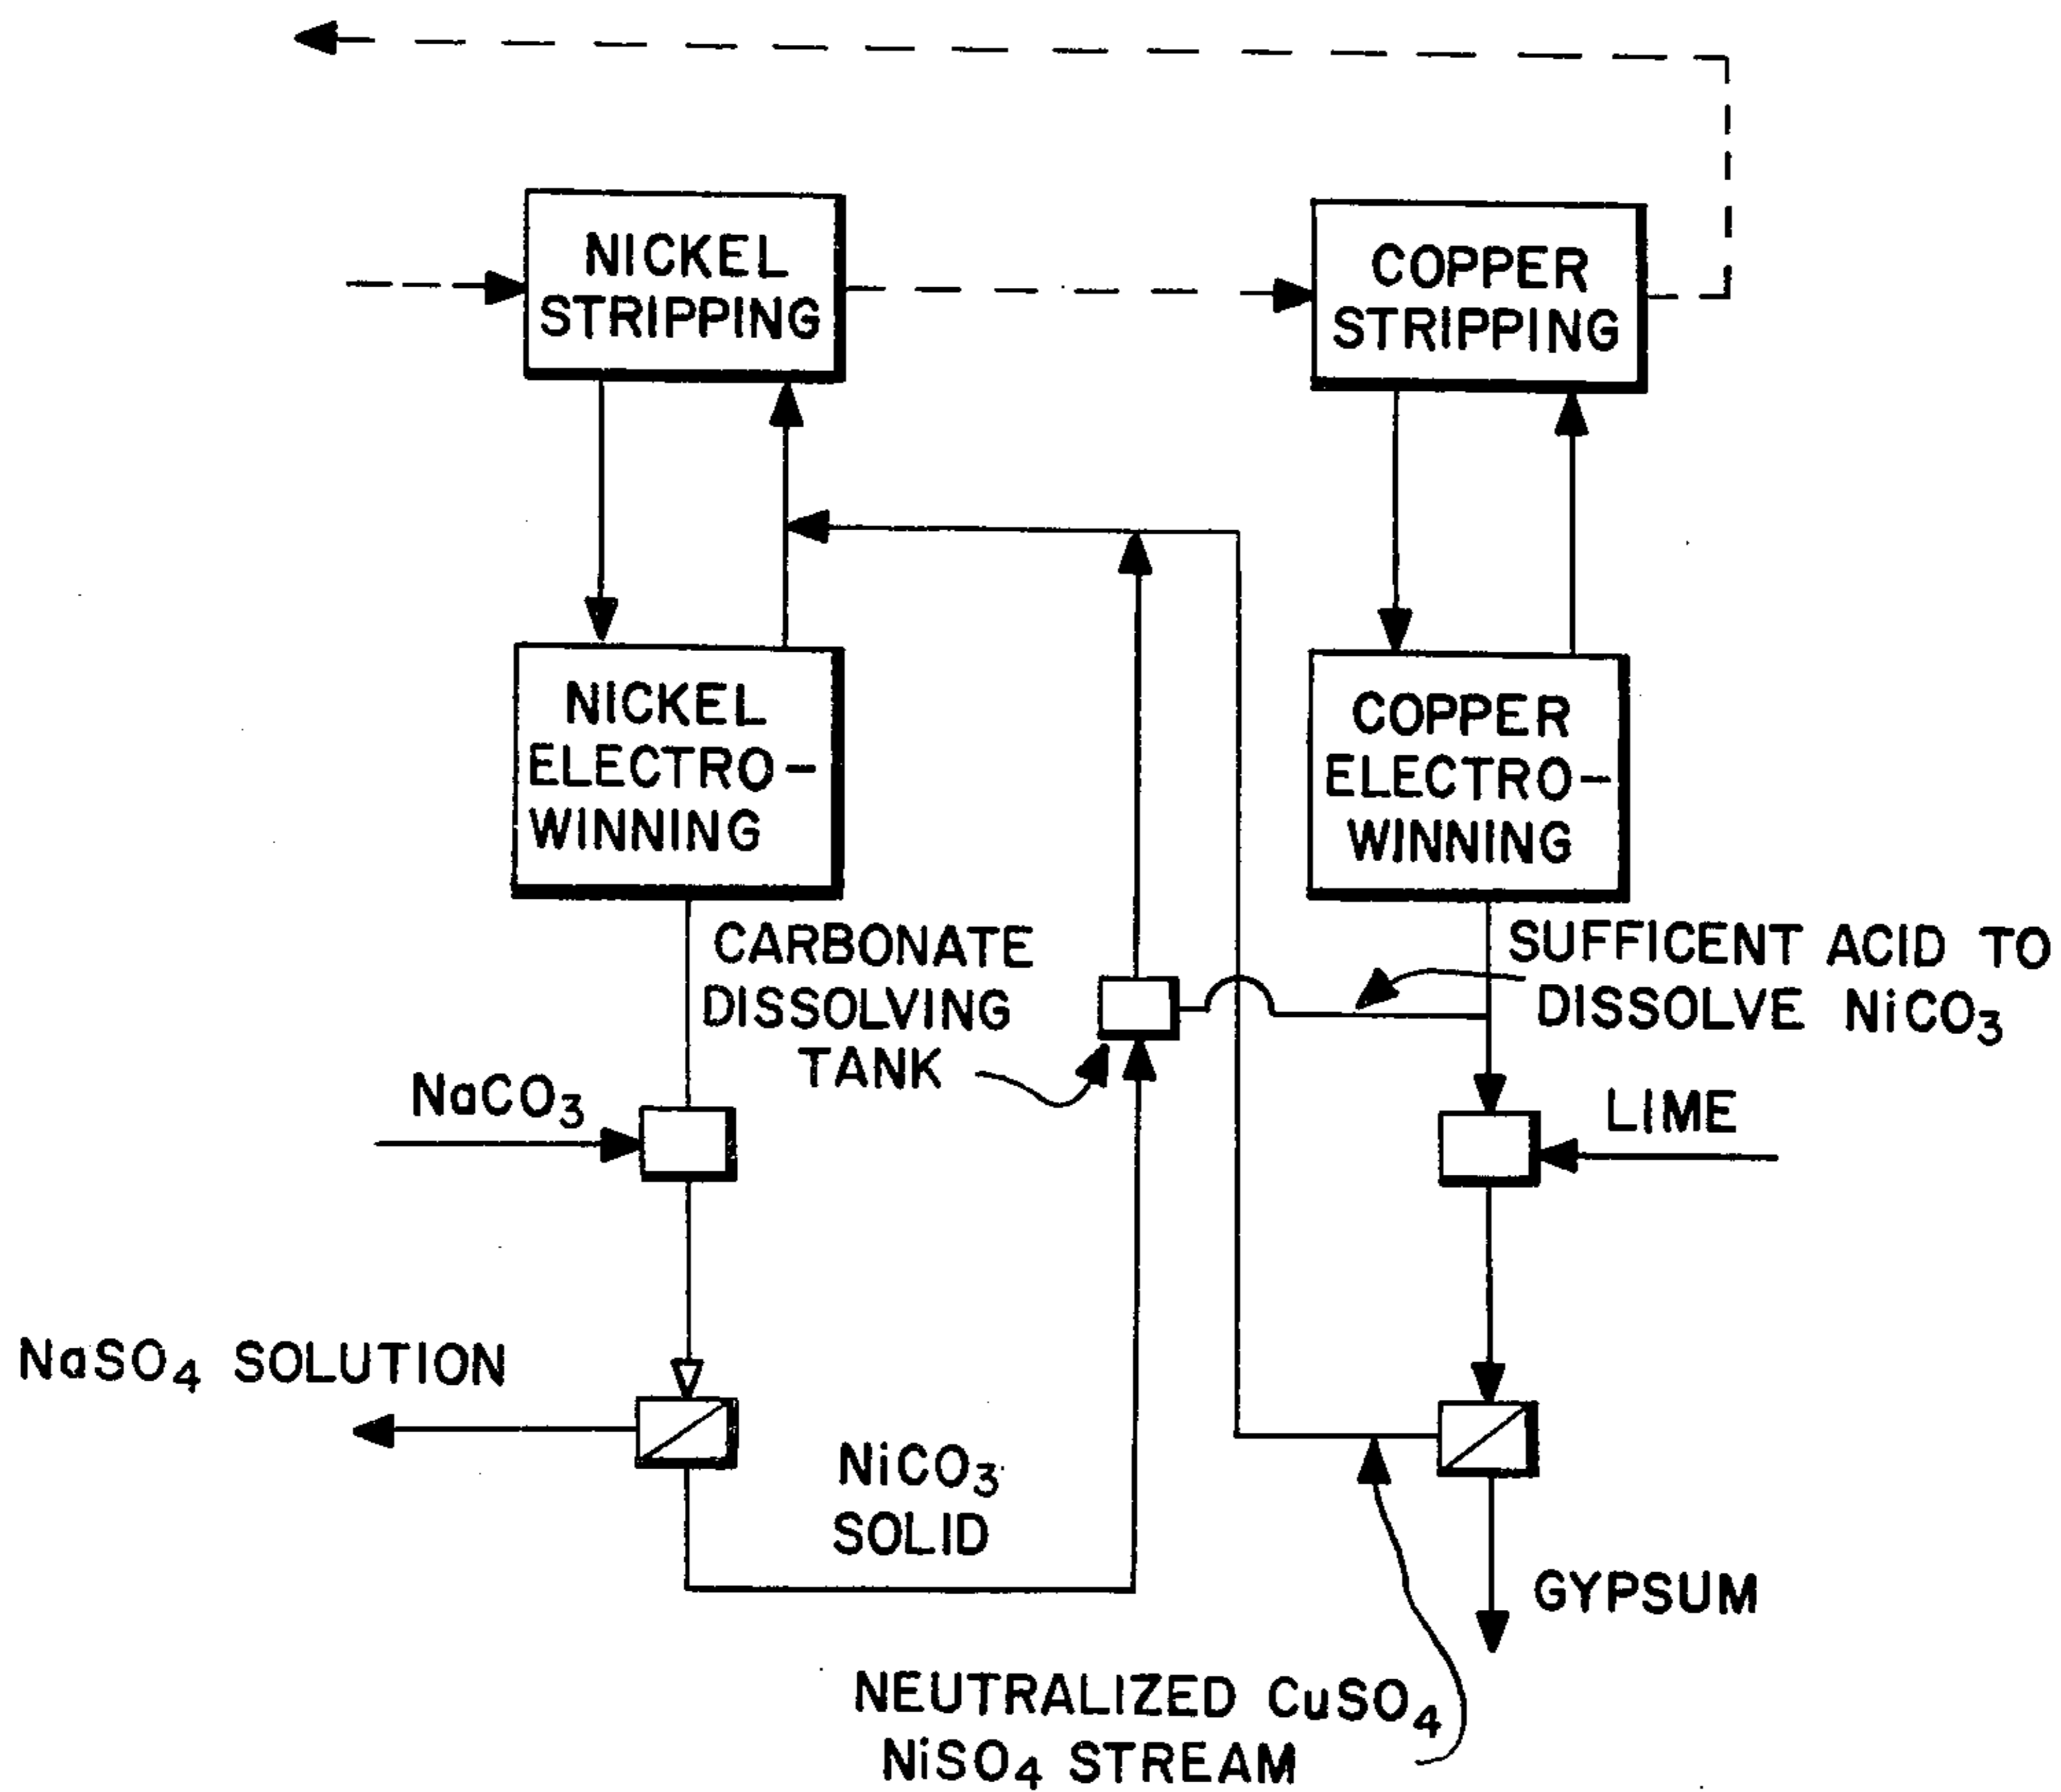 NICKEL
STRIPPING
COPPER
STRIPPING
NICKEL
ELECTRO-
WINNING
COPPER
ELECTRO-
WINNING
CARBONATE
DISSOLVING
TANK
SUFFICENT ACID TO
DISSOLVE NiCO₃
NaCO₃
LIME
NaSO₄ SOLUTION
NiCO₃
SOLID
GYPSUM
NEUTRALIZED CuSO₄
NiSO₄ STREAM